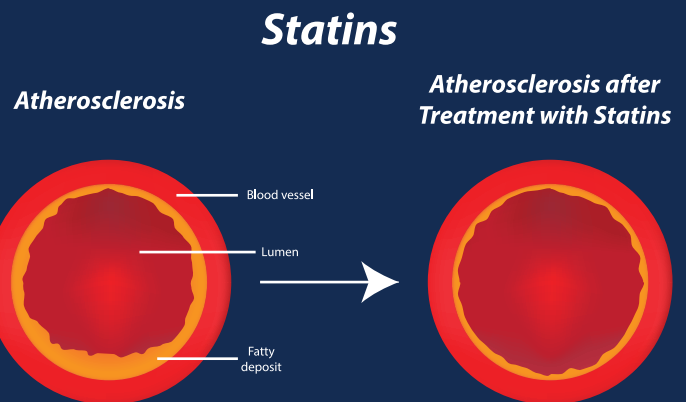 Statins
Atherosclerosis
Atherosclerosis after
Treatment with Statins
Blood vessel
Lumen
Fatty
deposit